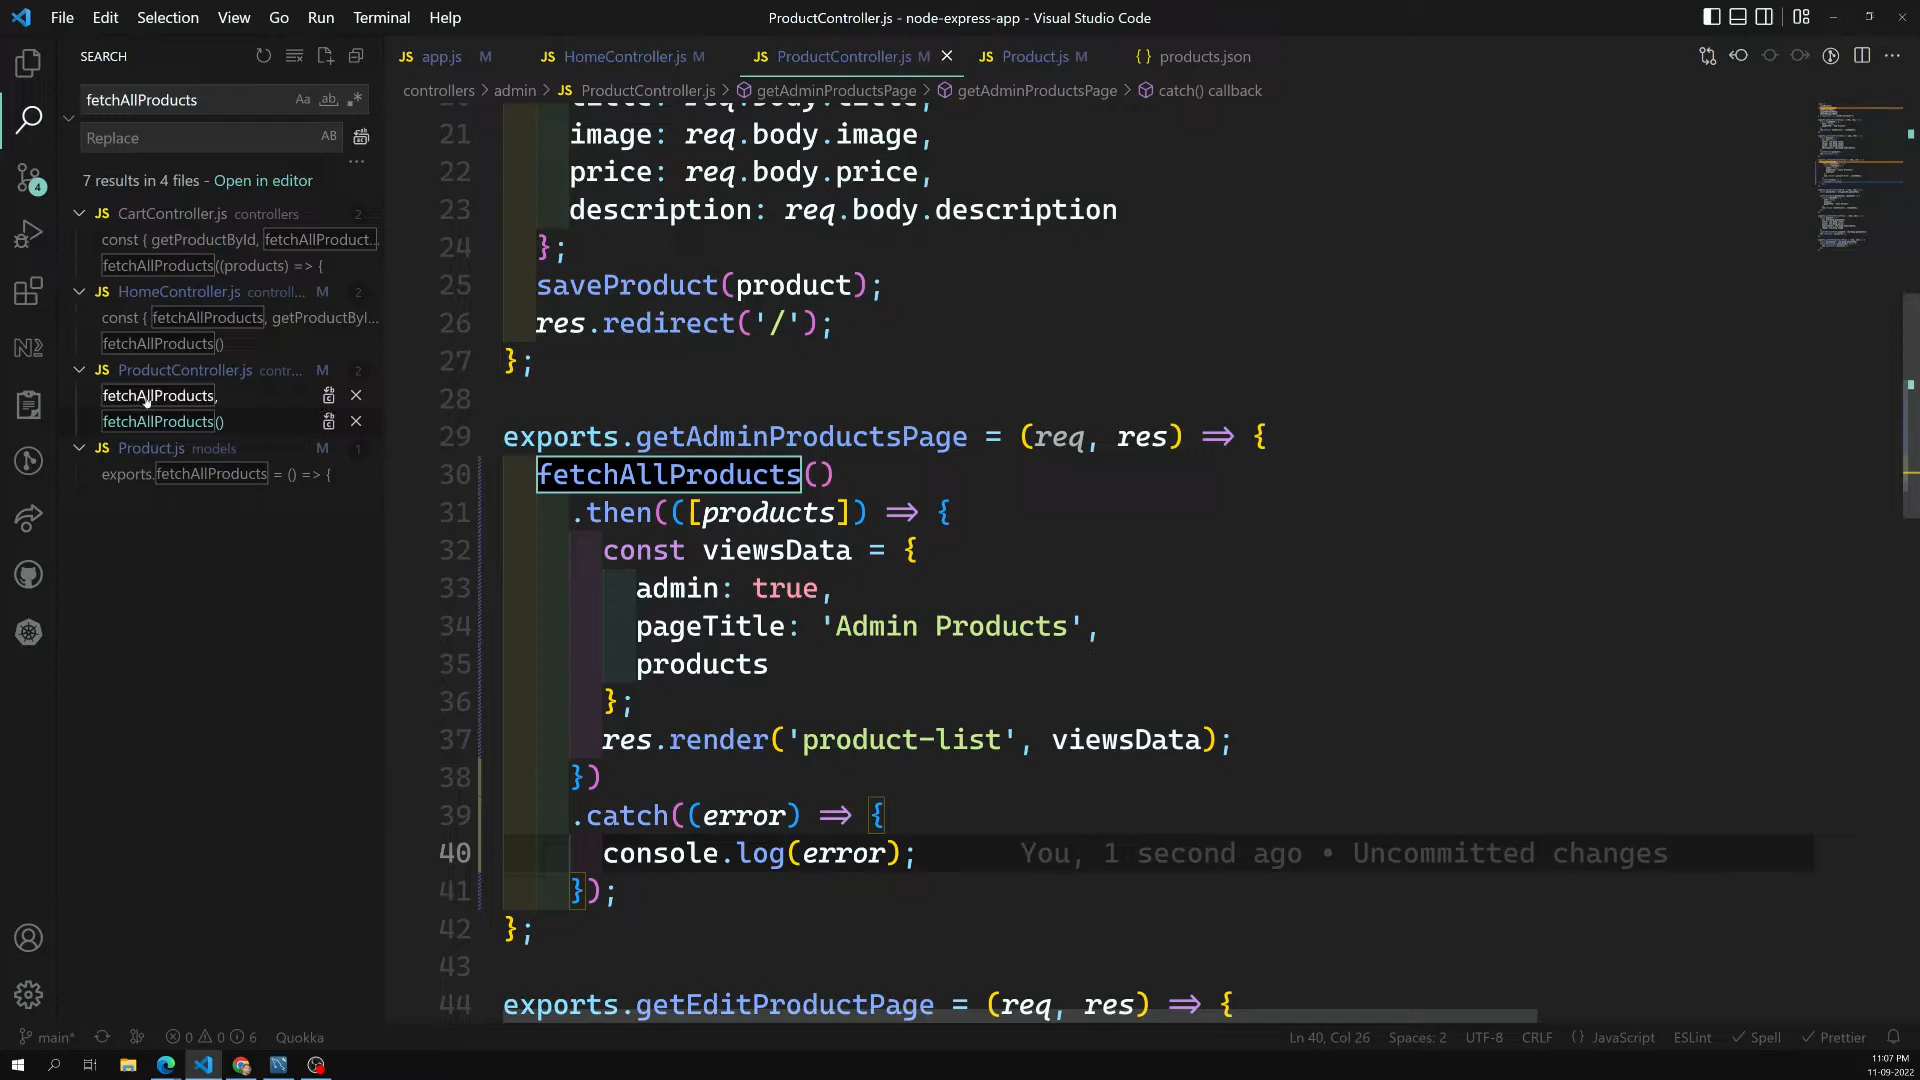 File Edit Selection View Go Run Terminal Help
ProductController.js - node-express-app - Visual Studio Code
SEARCH
fetchAllProducts
Aa ab .*
Replace
AB
7 results in 4 files - Open in editor
JS CartController.js controllers 2
const { getProductById, fetchAllProduct...
fetchAllProducts((products) => {
JS HomeController.js controll... M 2
const { fetchAllProducts, getProductByI...
fetchAllProducts()
JS ProductController.js contr... M 2
fetchAllProducts,
fetchAllProducts()
JS Product.js models M 1
exports.fetchAllProducts = () => {
4
JS app.js M
JS HomeController.js M
JS ProductController.js M
JS Product.js M
{} products.json
controllers > admin > JS ProductController.js > getAdminProductsPage > getAdminProductsPage > catch() callback
title: req.body.title,
21 image: req.body.image,
22 price: req.body.price,
23 description: req.body.description
24 };
25 saveProduct(product);
26 res.redirect('/');
27 };
28
29 exports.getAdminProductsPage = (req, res) => {
30 fetchAllProducts()
31 .then(([products]) => {
32 const viewsData = {
33 admin: true,
34 pageTitle: 'Admin Products',
35 products
36 };
37 res.render('product-list', viewsData);
38 })
39 .catch((error) => {
40 console.log(error); You, 1 second ago • Uncommitted changes
41 });
42 };
43
44 exports.getEditProductPage = (req, res) => {
main* 0 0 6 Quokka
Ln 40, Col 26 Spaces: 2 UTF-8 CRLF {} JavaScript ESLint Spell Prettier
11:07 PM
11-09-2022